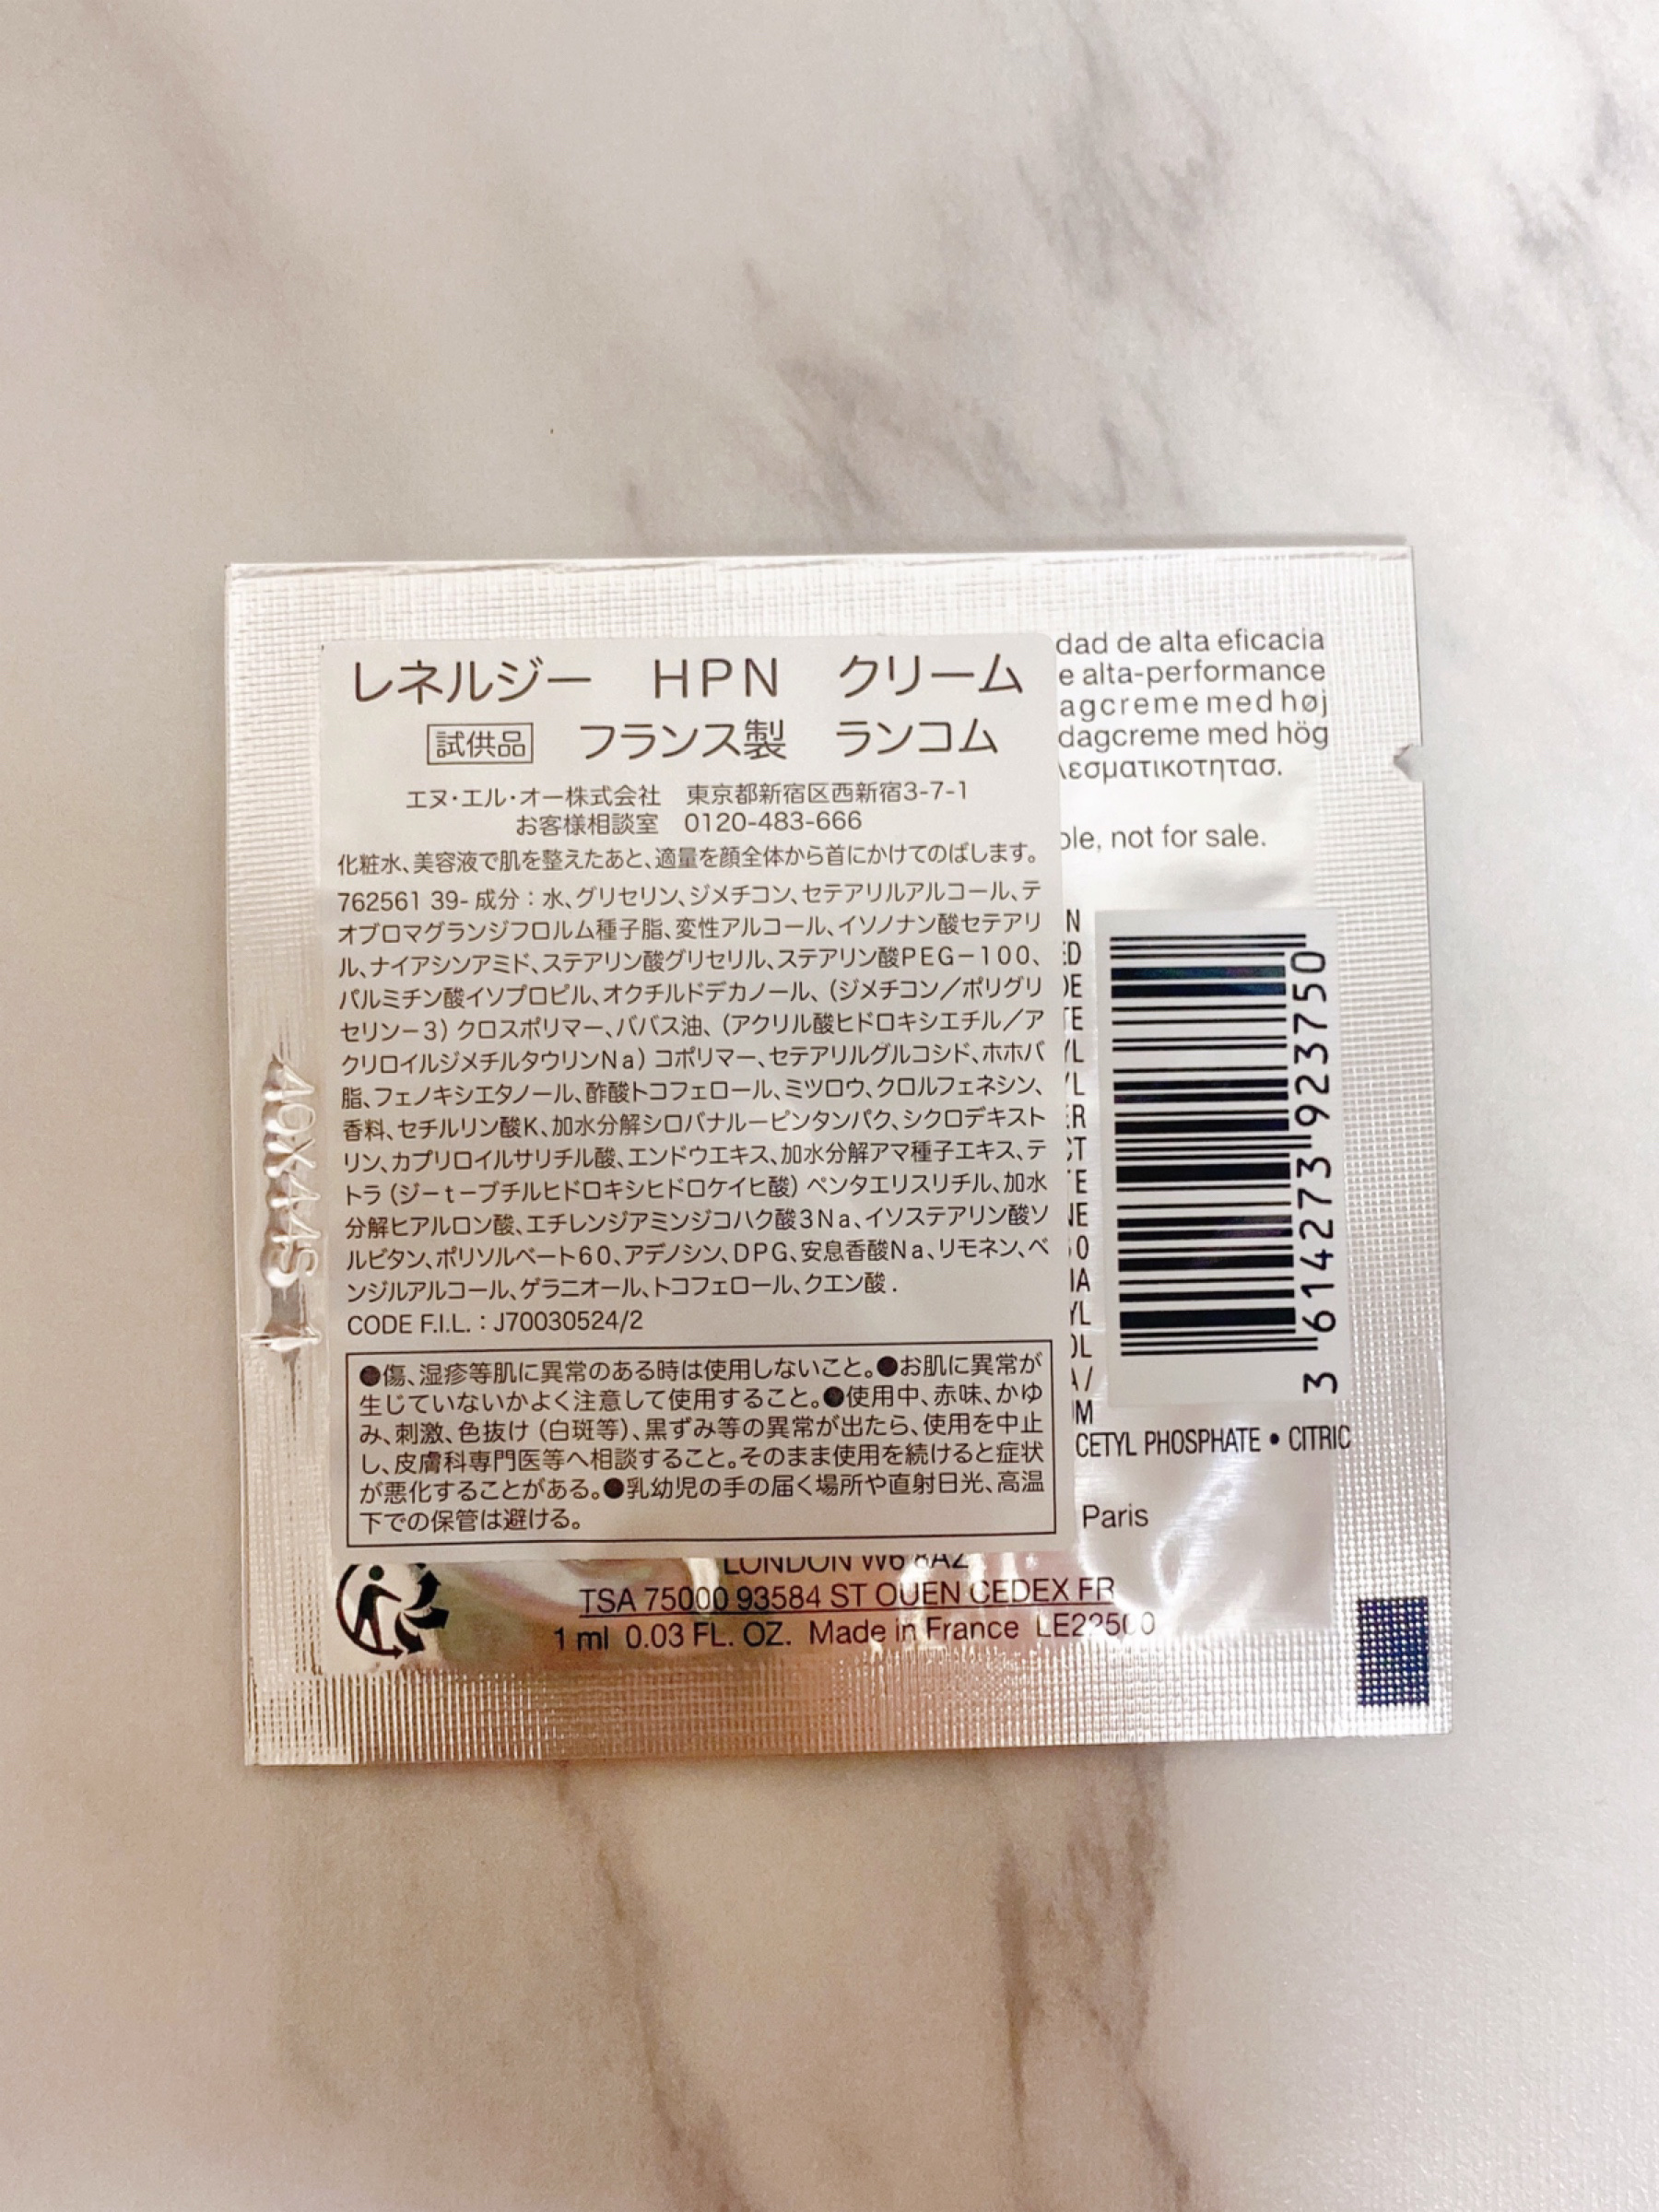 レネルジー HPN クリーム
試供品 フランス製 ランコム
エヌ・エル・オー株式会社 東京都新宿区西新宿3-7-1
お客様相談室 0120-483-666
化粧水、美容液で肌を整えたあと、適量を顔全体から首にかけてのばします。
762561 39- 成分：水、グリセリン、ジメチコン、セテアリルアルコール、テ
オブロマグランジフロルム種子脂、変性アルコール、イソノナン酸セテアリ
ル、ナイアシンアミド、ステアリン酸グリセリル、ステアリン酸PEG－100、
パルミチン酸イソプロピル、オクチルドデカノール、（ジメチコン／ポリグリ
セリン－3）クロスポリマー、ババス油、（アクリル酸ヒドロキシエチル／ア
クリロイルジメチルタウリンNa）コポリマー、セテアリルグルコシド、ホホバ
脂、フェノキシエタノール、酢酸トコフェロール、ミツロウ、クロルフェネシン、
香料、セチルリン酸K、加水分解シロバナルーピンタンパク、シクロデキスト
リン、カプリロイルサリチル酸、エンドウエキス、加水分解アマ種子エキス、テ
トラ（ジーtーブチルヒドロキシヒドロケイヒ酸）ペンタエリスリチル、加水
分解ヒアルロン酸、エチレンジアミンジコハク酸3Na、イソステアリン酸ソ
ルビタン、ポリソルベート60、アデノシン、DPG、安息香酸Na、リモネン、ベ
ンジルアルコール、ゲラニオール、トコフェロール、クエン酸．
CODE F.I.L.：J70030524/2
●傷、湿疹等肌に異常のある時は使用しないこと。●お肌に異常が
生じていないかよく注意して使用すること。●使用中、赤味、かゆ
み、刺激、色抜け（白斑等）、黒ずみ等の異常が出たら、使用を中止
し、皮膚科専門医等へ相談すること。そのまま使用を続けると症状
が悪化することがある。●乳幼児の手の届く場所や直射日光、高温
下での保管は避ける。
dad de alta eficacia
e alta-performance
agcreme med høj
dagcreme med hög
λεσματικοτητασ.
ple, not for sale.
N
ED
DE
TE
YL
YL
ER
CT
TE
NE
60
IA
YL
OL
A/
M
CETYL PHOSPHATE • CITRIC
Paris
3 614273 923750
LONDON W6 8AZ
TSA 75000 93584 ST OUEN CEDEX FR
1 ml 0.03 FL. OZ. Made in France
40X44S
1